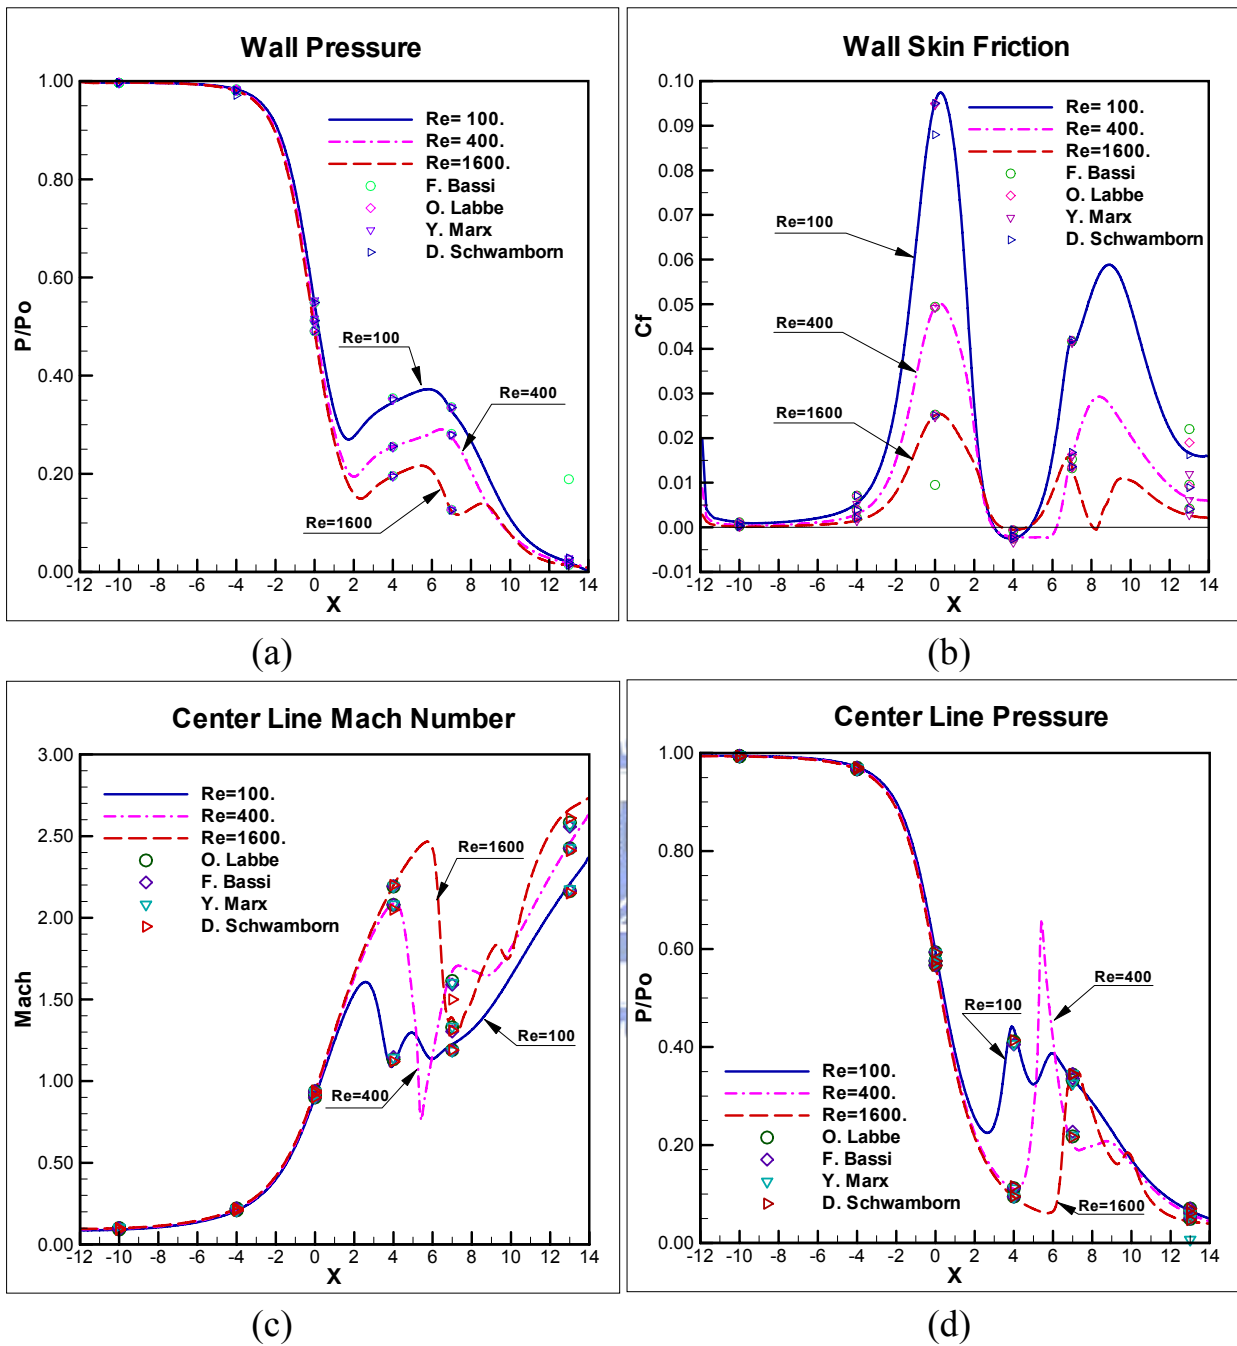 Wall Pressure
1.00
0.80
0.60
0.40
0.20
0.00
P/Po
-12 -10 -8 -6 -4 -2 0 2 4 6 8 10 12 14
X
Re= 100.
Re= 400.
Re=1600.
F. Bassi
O. Labbe
Y. Marx
D. Schwamborn
Re=100
Re=400
Re=1600
(a)
Wall Skin Friction
0.10
0.09
0.08
0.07
0.06
0.05
0.04
0.03
0.02
0.01
0.00
-0.01
Cf
-12 -10 -8 -6 -4 -2 0 2 4 6 8 10 12 14
X
Re= 100.
Re= 400.
Re=1600.
F. Bassi
O. Labbe
Y. Marx
D. Schwamborn
Re=100
Re=400
Re=1600
(b)
Center Line Mach Number
3.00
2.50
2.00
1.50
1.00
0.50
0.00
Mach
-12 -10 -8 -6 -4 -2 0 2 4 6 8 10 12 14
X
Re=100.
Re=400.
Re=1600.
O. Labbe
F. Bassi
Y. Marx
D. Schwamborn
Re=1600
Re=100
Re=400
(c)
Center Line Pressure
1.00
0.80
0.60
0.40
0.20
0.00
P/Po
-12 -10 -8 -6 -4 -2 0 2 4 6 8 10 12 14
X
Re=100
Re=400
Re=100.
Re=400.
Re=1600.
O. Labbe
F. Bassi
Y. Marx
D. Schwamborn
Re=1600
(d)